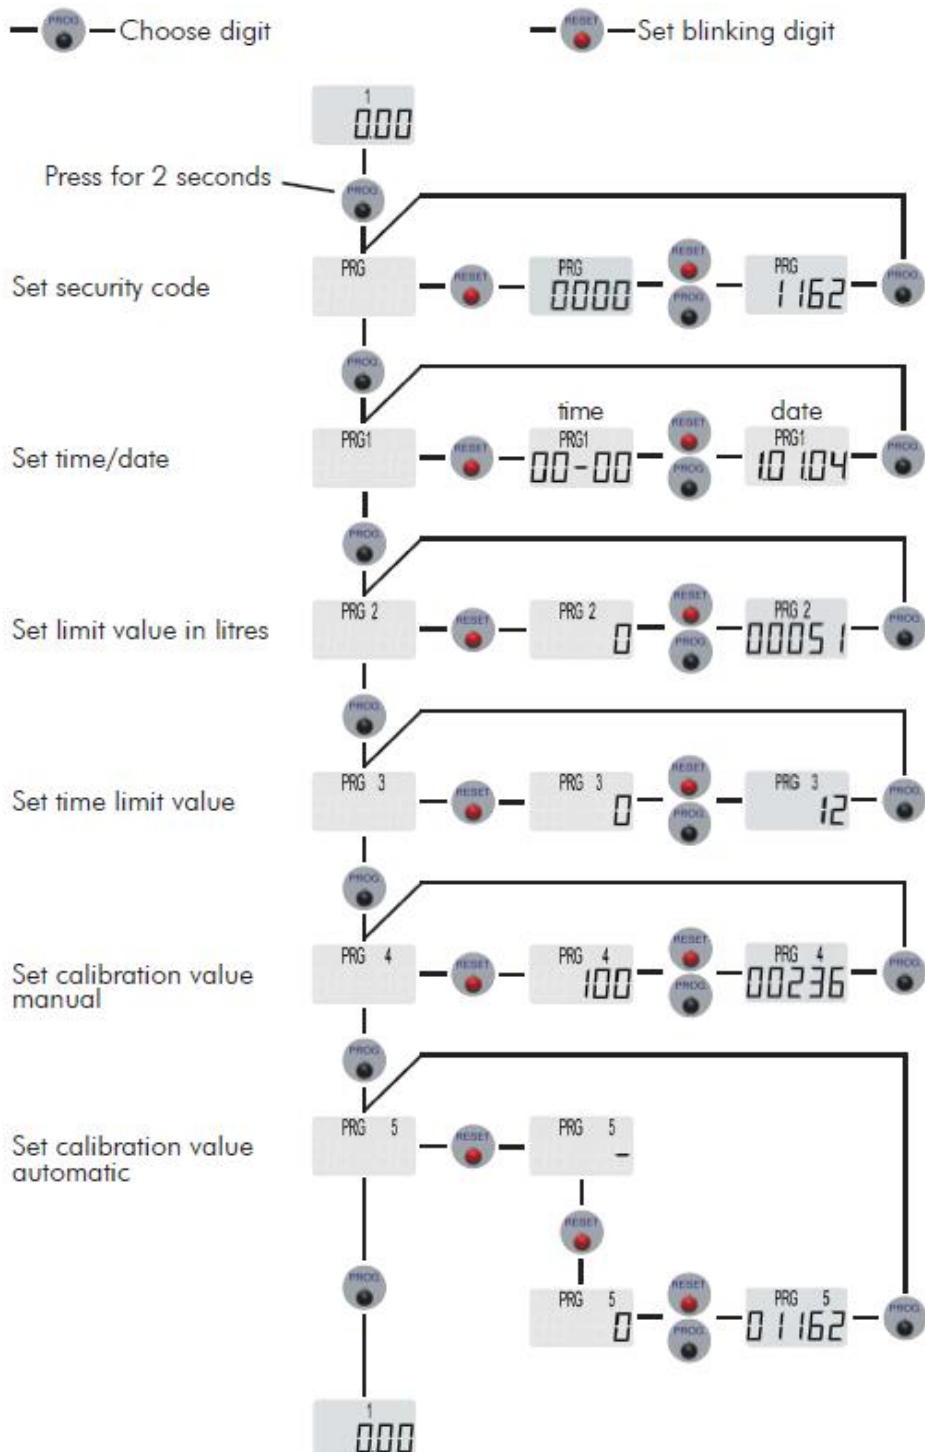 PROG. Choose digit RESET Set blinking digit
1
0.00
Press for 2 seconds PROG.
Set security code PRG RESET PRG 0000 RESET PROG. PRG 1162 PROG.
PROG.
time date
Set time/date PRG1 RESET PRG1 00-00 RESET PROG. PRG1 1.01.04 PROG.
PROG.
Set limit value in litres PRG 2 RESET PRG 2 0 RESET PROG. PRG 2 00051 PROG.
PROG.
Set time limit value PRG 3 RESET PRG 3 0 RESET PROG. PRG 3 12 PROG.
PROG.
Set calibration value PRG 4 RESET PRG 4 100 RESET PROG. PRG 4 00236 PROG.
manual
PROG.
Set calibration value PRG 5 RESET PRG 5 -
automatic
RESET
PROG. PRG 5 0 RESET PROG. PRG 5 01162 PROG.
1
0.00